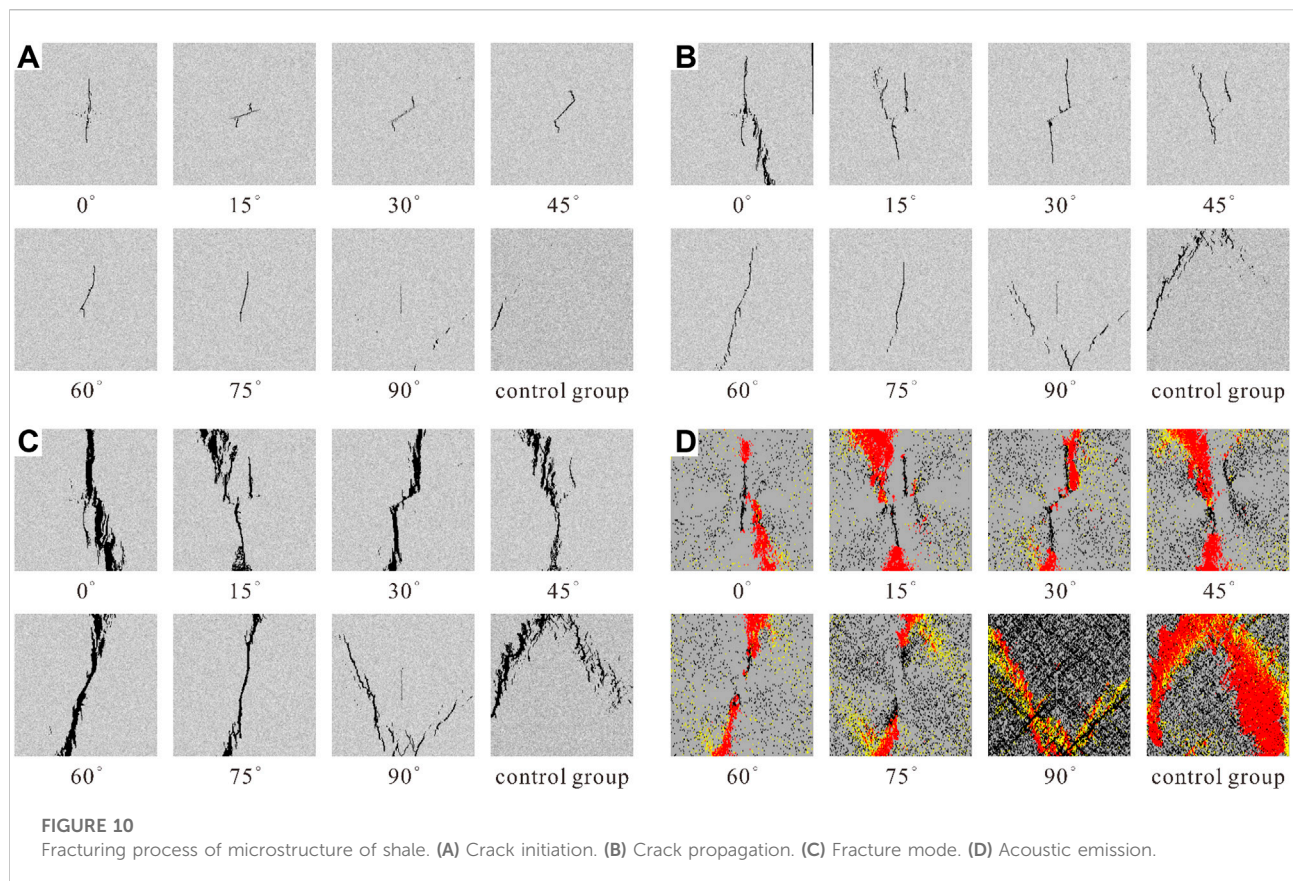 A
B
0° 15° 30° 45° 0° 15° 30° 45°
60° 75° 90° control group 60° 75° 90° control group
C
D
0° 15° 30° 45° 0° 15° 30° 45°
60° 75° 90° control group 60° 75° 90° control group
FIGURE 10
Fracturing process of microstructure of shale. (A) Crack initiation. (B) Crack propagation. (C) Fracture mode. (D) Acoustic emission.